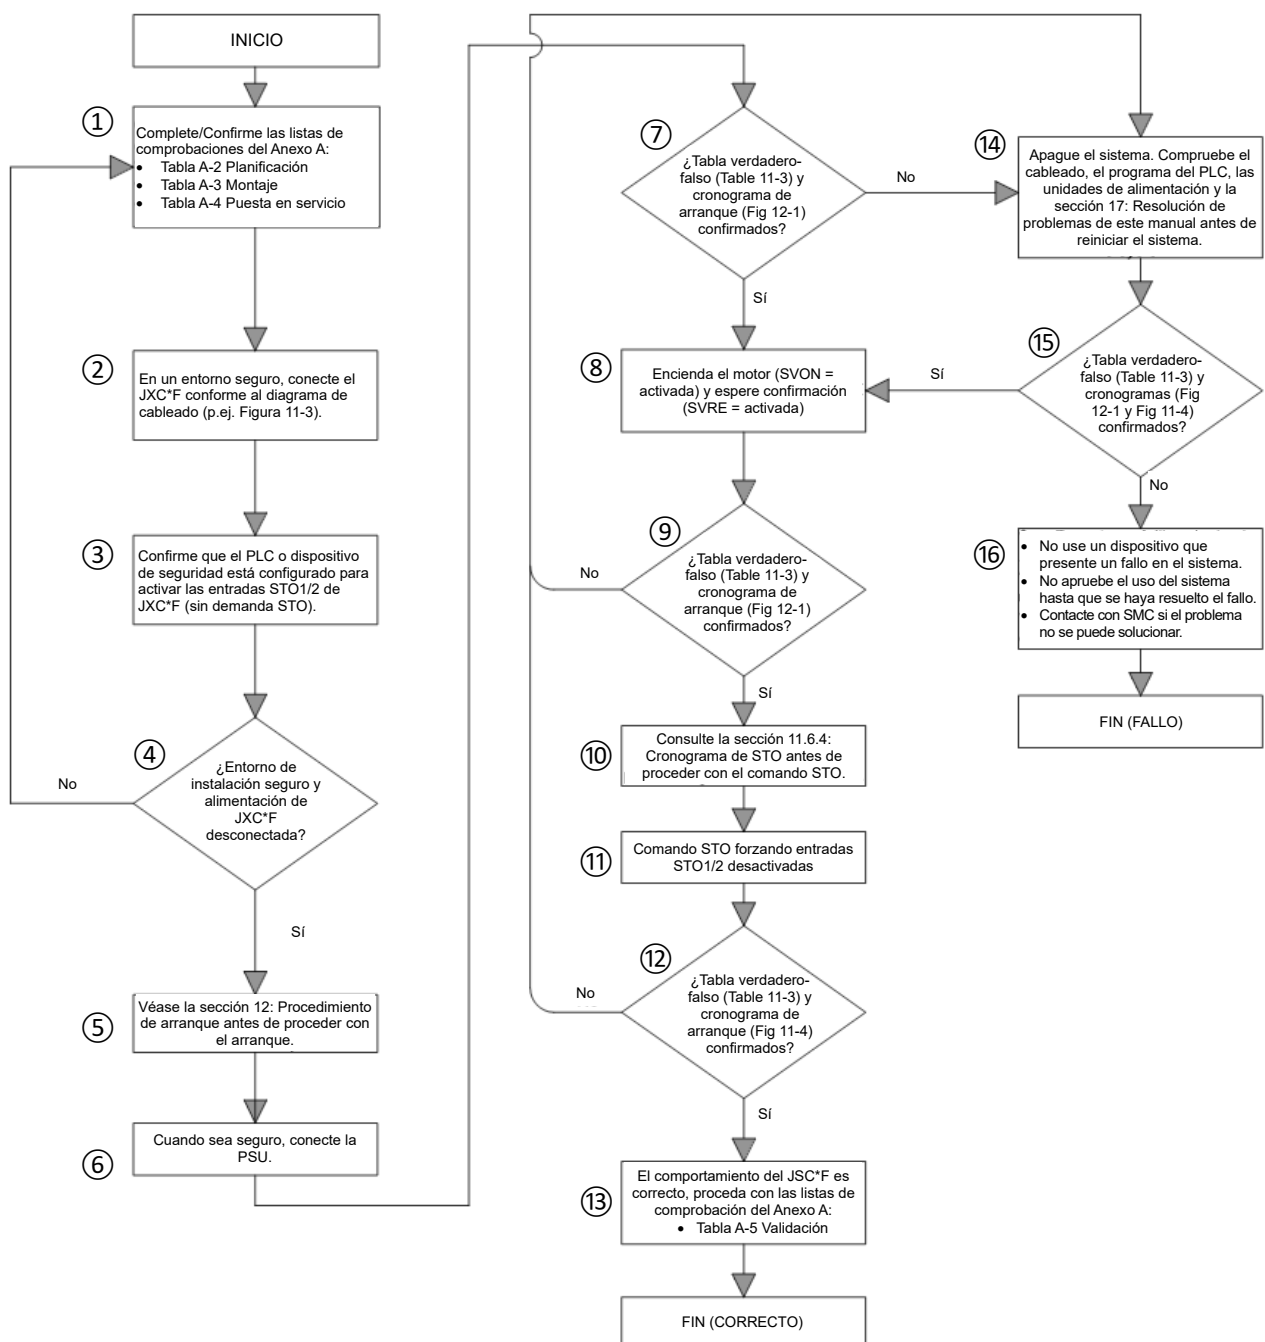 INICIO
①
Complete/Confirme las listas de
comprobaciones del Anexo A:
• Tabla A-2 Planificación
• Tabla A-3 Montaje
• Tabla A-4 Puesta en servicio
②
En un entorno seguro, conecte el
JXC*F conforme al diagrama de
cableado (p.ej. Figura 11-3).
③
Confirme que el PLC o dispositivo
de seguridad está configurado para
activar las entradas STO1/2 de
JXC*F (sin demanda STO).
④
¿Entorno de
instalación seguro y
alimentación de
JXC*F
desconectada?
No
Sí
⑤
Véase la sección 12: Procedimiento
de arranque antes de proceder con
el arranque.
⑥
Cuando sea seguro, conecte la
PSU.
⑦
¿Tabla verdadero-
falso (Table 11-3) y
cronograma de
arranque (Fig 12-1)
confirmados?
No
Sí
⑧
Encienda el motor (SVON =
activada) y espere confirmación
(SVRE = activada)
⑨
¿Tabla verdadero-
falso (Table 11-3) y
cronograma de
arranque (Fig 12-1)
confirmados?
No
Sí
⑩
Consulte la sección 11.6.4:
Cronograma de STO antes de
proceder con el comando STO.
⑪
Comando STO forzando entradas
STO1/2 desactivadas
⑫
¿Tabla verdadero-
falso (Table 11-3) y
cronograma de
arranque (Fig 11-4)
confirmados?
No
Sí
⑬
El comportamiento del JSC*F es
correcto, proceda con las listas de
comprobación del Anexo A:
• Tabla A-5 Validación
FIN (CORRECTO)
⑭
Apague el sistema. Compruebe el
cableado, el programa del PLC, las
unidades de alimentación y la
sección 17: Resolución de
problemas de este manual antes de
reiniciar el sistema.
⑮
¿Tabla verdadero-
falso (Table 11-3) y
cronogramas (Fig
12-1 y Fig 11-4)
confirmados?
Sí
No
⑯
• No use un dispositivo que
presente un fallo en el sistema.
• No apruebe el uso del sistema
hasta que se haya resuelto el fallo.
• Contacte con SMC si el problema
no se puede solucionar.
FIN (FALLO)